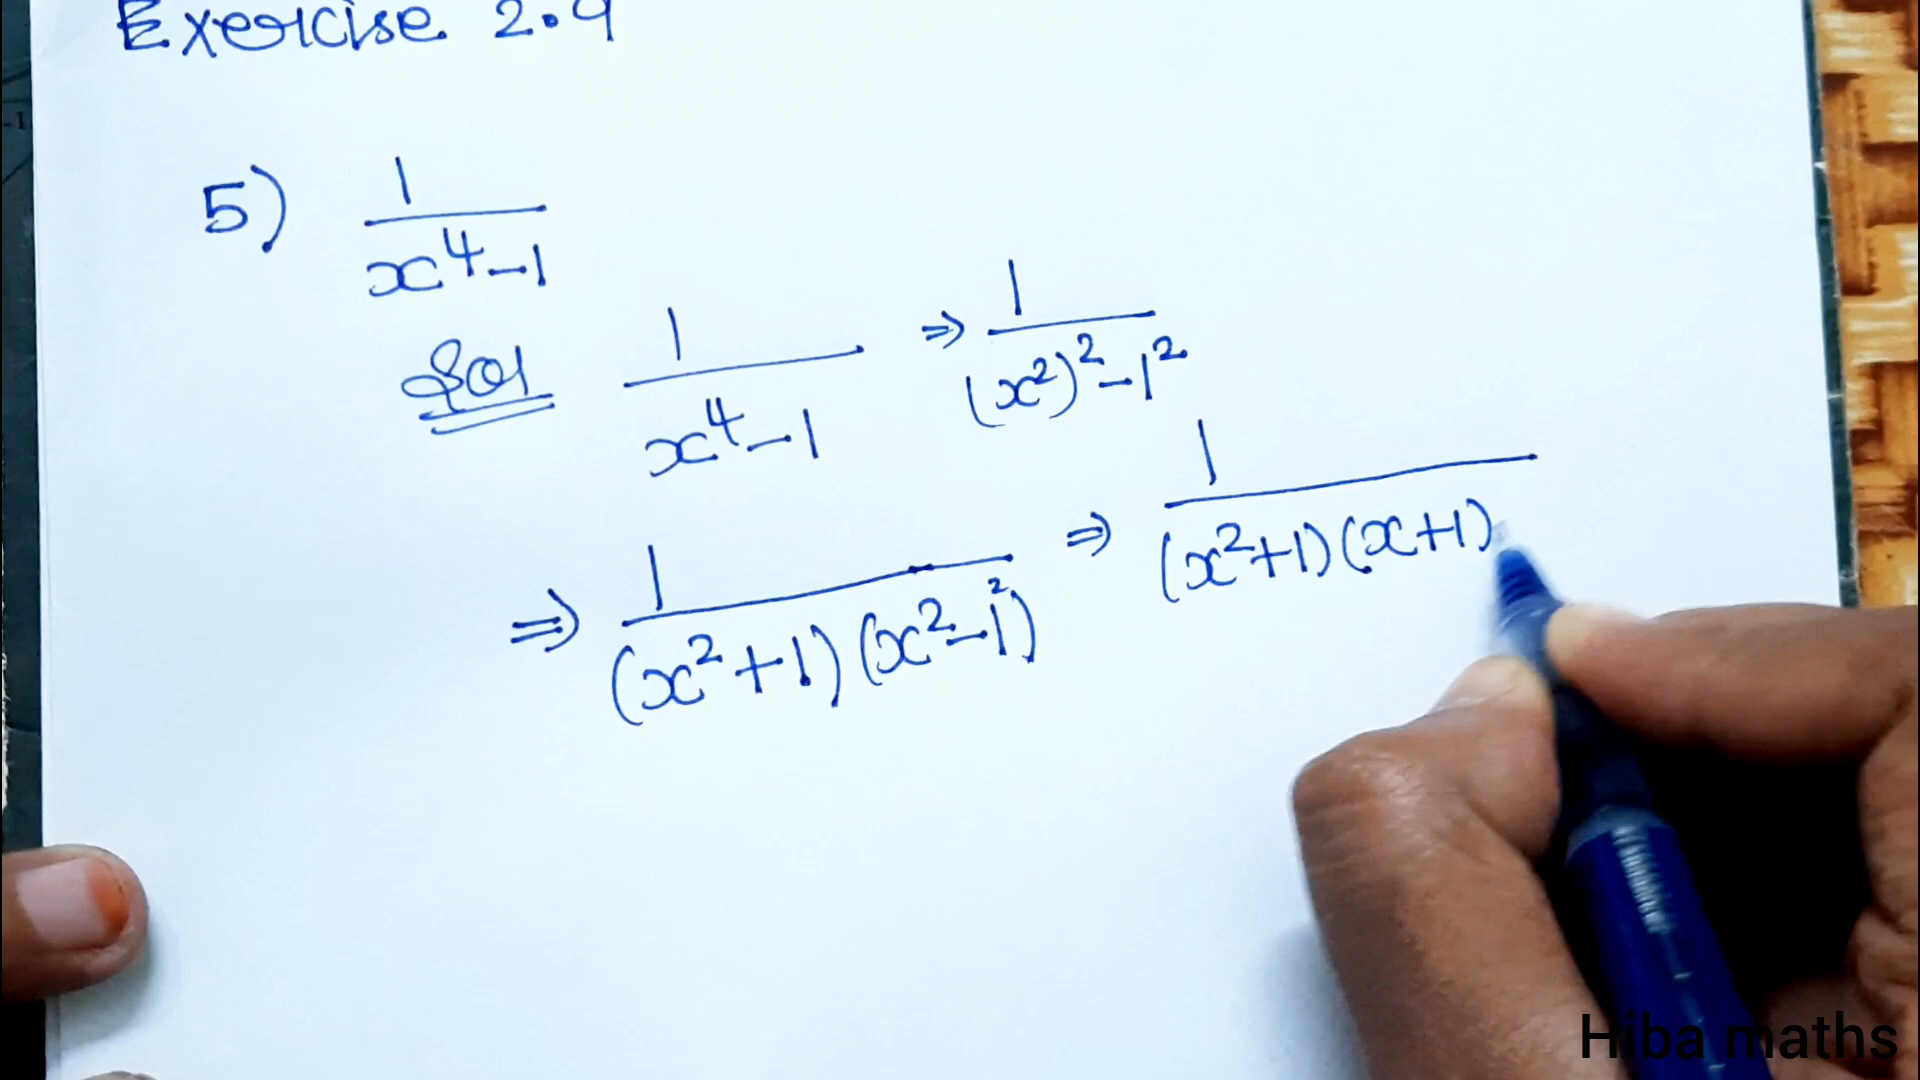 Exercise 2.9
5) 1/(x⁴-1)
Sol 1/(x⁴-1) ⇒ 1/((x²)²-1²)
⇒ 1/((x²+1)(x²-1²)) ⇒ 1/((x²+1)(x+1)
Hiba maths